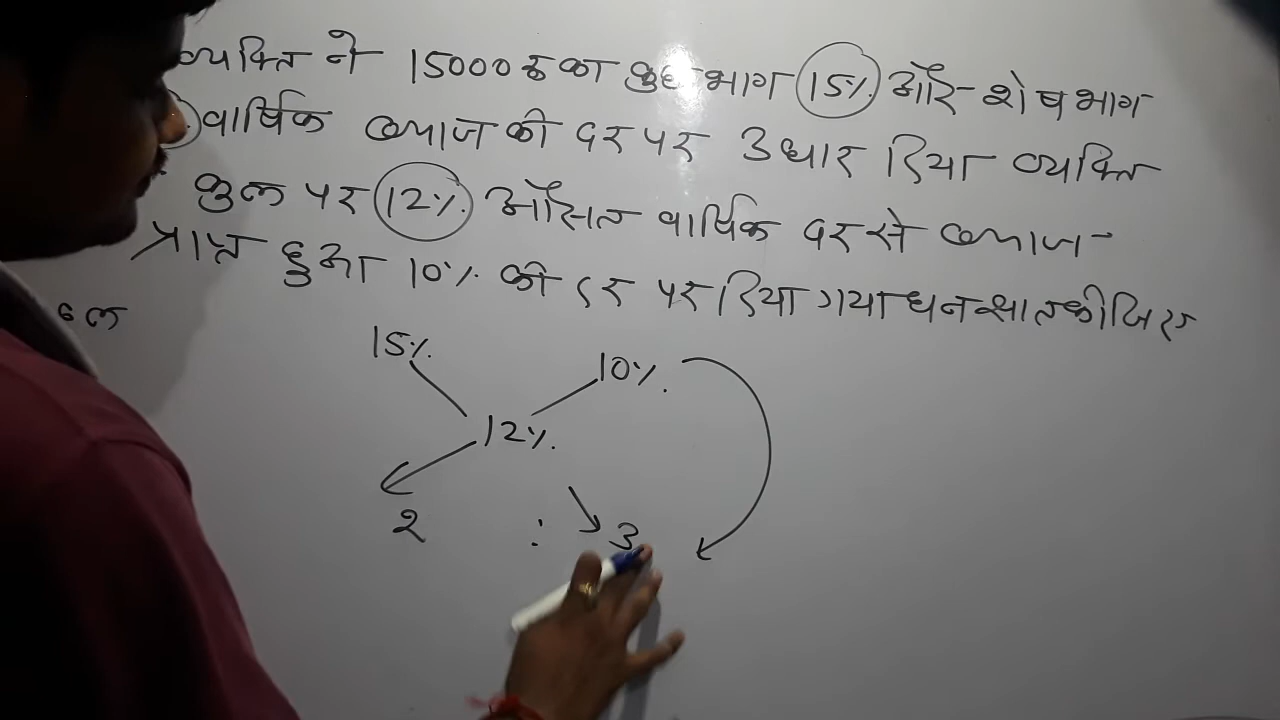 व्यक्ति ने 15000 रु का कुछ भाग 15% और शेष भाग
वार्षिक ब्याज की दर पर उधार दिया व्यक्ति
कुल पर 12% औसत वार्षिक दर से ब्याज
प्राप्त हुआ 10% की दर पर दिया गया धन ज्ञात कीजिए
हल
15% 10%
12%
2 : 3